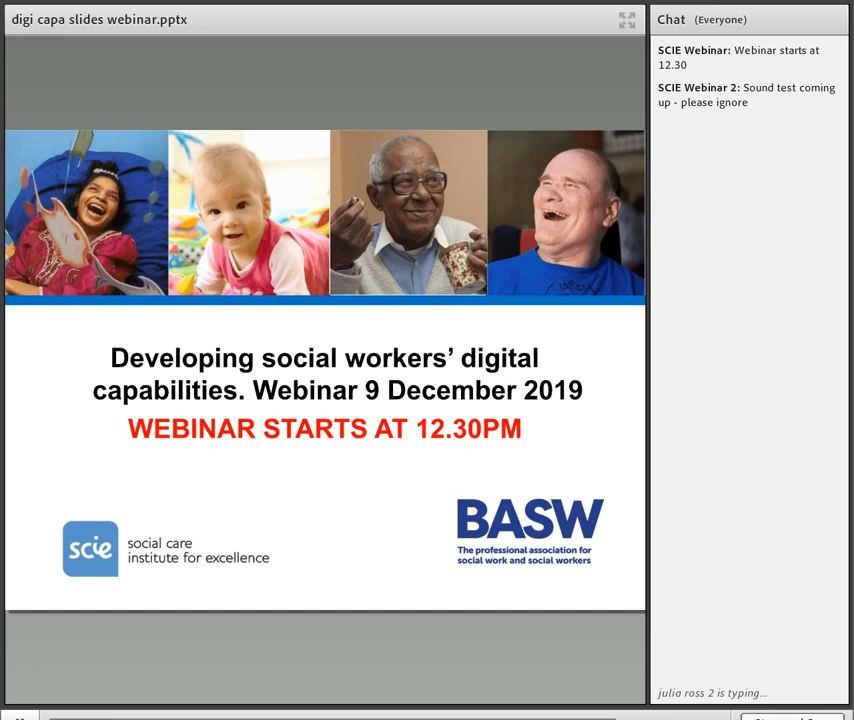 digi capa slides webinar.pptx
Chat (Everyone)
SCIE Webinar: Webinar starts at
12.30
SCIE Webinar 2: Sound test coming
up - please ignore
Developing social workers’ digital
capabilities. Webinar 9 December 2019
WEBINAR STARTS AT 12.30PM
scie
social care
institute for excellence
BASW
The professional association for
social work and social workers
julia ross 2 is typing...